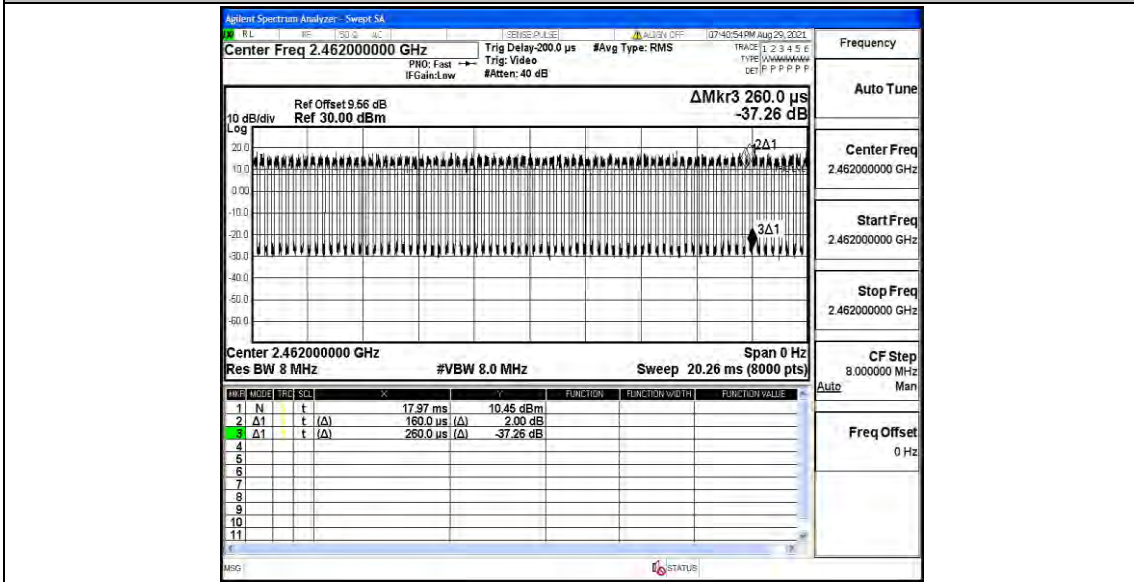 Agilent Spectrum Analyzer - Swept SA
RL RF 50 Ω AC SENSE:PULSE ALIGN OFF 07:40:54 PM Aug 29, 2021
Center Freq 2.462000000 GHz Trig Delay-200.0 µs #Avg Type: RMS TRACE 1 2 3 4 5 6
PNO: Fast Trig: Video TYPE
IFGain:Low #Atten: 40 dB DET P P P P P P
Ref Offset 9.56 dB ΔMkr3 260.0 µs
10 dB/div Ref 30.00 dBm -37.26 dB
Log
20.0
10.0
0.00
-10.0
-20.0
-30.0
-40.0
-50.0
-60.0
2Δ1
3Δ1
Center 2.462000000 GHz Span 0 Hz
Res BW 8 MHz #VBW 8.0 MHz Sweep 20.26 ms (8000 pts)
MKR MODE TRC SCL X Y FUNCTION FUNCTION WIDTH FUNCTION VALUE
1 N t 17.97 ms 10.45 dBm
2 Δ1 t (Δ) 160.0 µs (Δ) 2.00 dB
3 Δ1 t (Δ) 260.0 µs (Δ) -37.26 dB
4
5
6
7
8
9
10
11
MSG STATUS
Frequency
Auto Tune
Center Freq
2.462000000 GHz
Start Freq
2.462000000 GHz
Stop Freq
2.462000000 GHz
CF Step
8.000000 MHz
Auto Man
Freq Offset
0 Hz